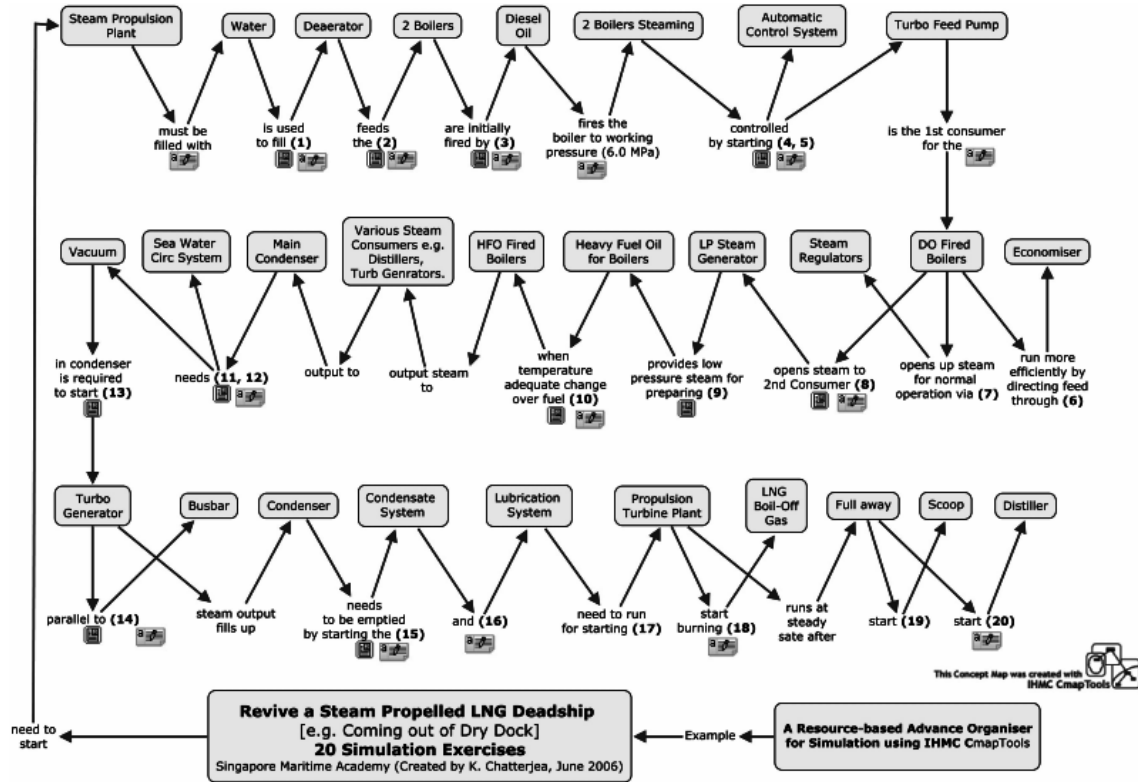 Steam Propulsion
Plant
Water
Deaerator
2 Boilers
Diesel
Oil
2 Boilers Steaming
Automatic
Control System
Turbo Feed Pump
must be
filled with
is used
to fill (1)
feeds
the (2)
are initially
fired by (3)
fires the
boiler to working
pressure (6.0 MPa)
controlled
by starting (4, 5)
is the 1st consumer
for the
Vacuum
Sea Water
Circ System
Main
Condenser
Various Steam
Consumers e.g.
Distillers,
Turb Genrators.
HFO Fired
Boilers
Heavy Fuel Oil
for Boilers
LP Steam
Generator
Steam
Regulators
DO Fired
Boilers
Economiser
in condenser
is required
to start (13)
needs (11, 12)
output to
output steam
to
when
temperature
adequate change
over fuel (10)
provides low
pressure steam for
preparing (9)
opens steam to
2nd Consumer (8)
opens up steam
for normal
operation via (7)
run more
efficiently by
directing feed
through (6)
Turbo
Generator
Busbar
Condenser
Condensate
System
Lubrication
System
Propulsion
Turbine Plant
LNG
Boil-Off
Gas
Full away
Scoop
Distiller
parallel to (14)
steam output
fills up
needs
to be emptied
by starting the (15)
and (16)
need to run
for starting (17)
start
burning (18)
runs at
steady
sate after
start (19)
start (20)
This Concept Map was created with
IHMC CmapTools
need to
start
Revive a Steam Propelled LNG Deadship
[e.g. Coming out of Dry Dock]
20 Simulation Exercises
Singapore Maritime Academy (Created by K. Chatterjea, June 2006)
Example
A Resource-based Advance Organiser
for Simulation using IHMC CmapTools